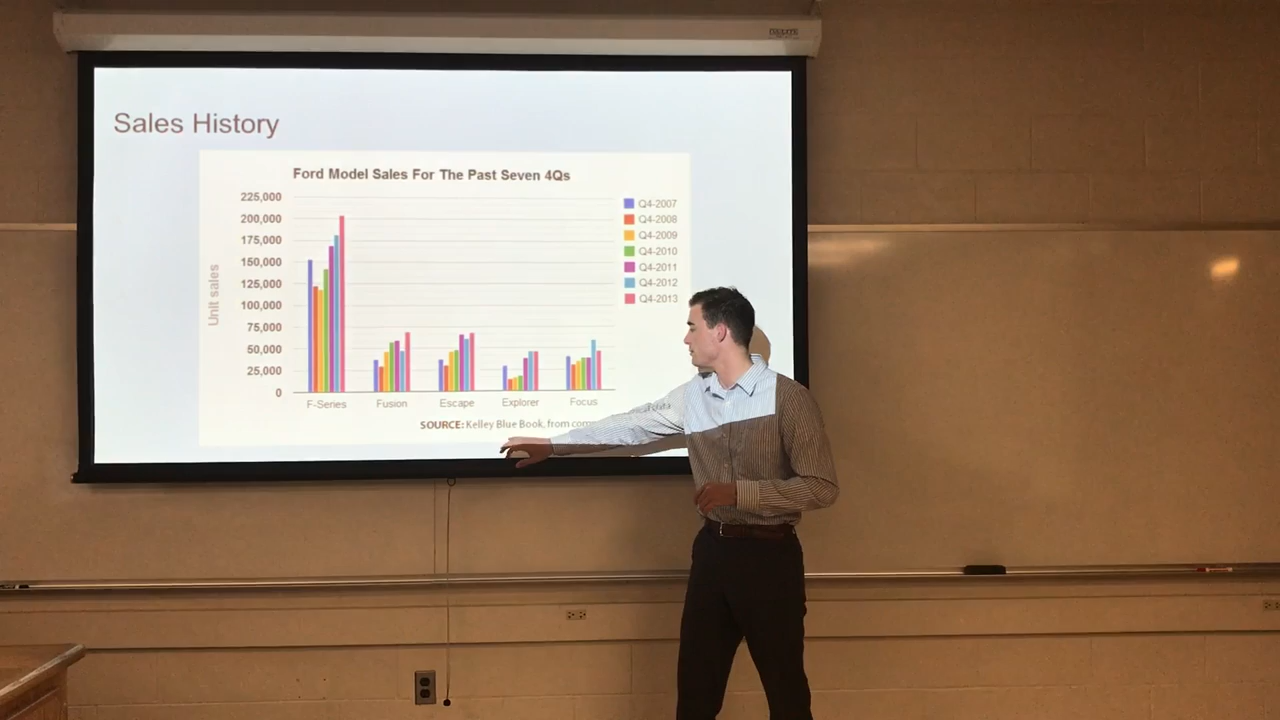 Sales History
Ford Model Sales For The Past Seven 4Qs
225,000
200,000
175,000
150,000
125,000
100,000
75,000
50,000
25,000
0
Unit sales
Q4-2007
Q4-2008
Q4-2009
Q4-2010
Q4-2011
Q4-2012
Q4-2013
F-Series Fusion Escape Explorer Focus
SOURCE: Kelley Blue Book, from